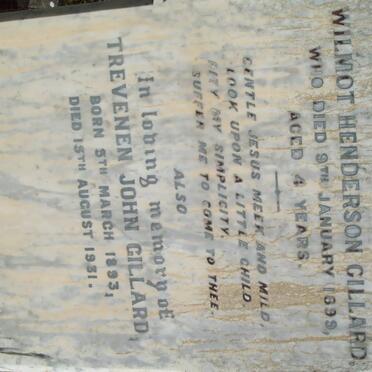 WILMOT HENDERSON GILLARD.
WHO DIED 9TH JANUARY 1899,
AGED 4 YEARS.
GENTLE JESUS MEEK AND MILD,
LOOK UPON A LITTLE CHILD.
PITY MY SIMPLICITY,
SUFFER ME TO COME TO THEE.
ALSO
In loving memory of
TREVENEN JOHN GILLARD,
BORN 5TH MARCH 1893;
DIED 15TH AUGUST 1931.